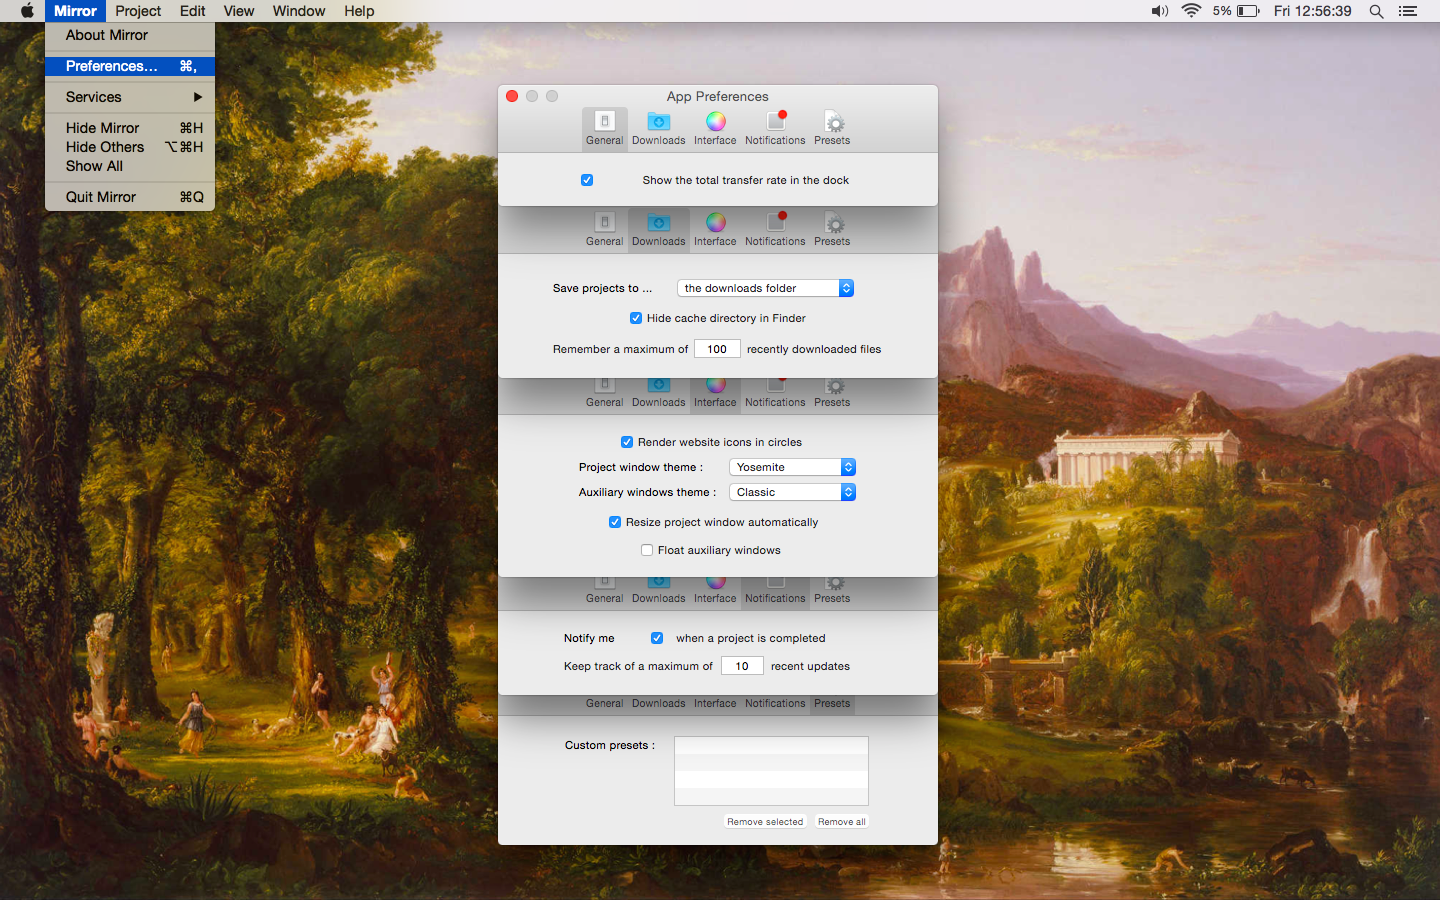 Mirror Project Edit View Window Help 5% Fri 12:56:39
About Mirror
Preferences... ⌘,
Services ▶
Hide Mirror ⌘H
Hide Others ⌥⌘H
Show All
Quit Mirror ⌘Q
App Preferences
General Downloads Interface Notifications Presets
Show the total transfer rate in the dock
General Downloads Interface Notifications Presets
Save projects to ... the downloads folder
Hide cache directory in Finder
Remember a maximum of 100 recently downloaded files
General Downloads Interface Notifications Presets
Render website icons in circles
Project window theme : Yosemite
Auxiliary windows theme : Classic
Resize project window automatically
Float auxiliary windows
General Downloads Interface Notifications Presets
Notify me when a project is completed
Keep track of a maximum of 10 recent updates
General Downloads Interface Notifications Presets
Custom presets :
Remove selected Remove all